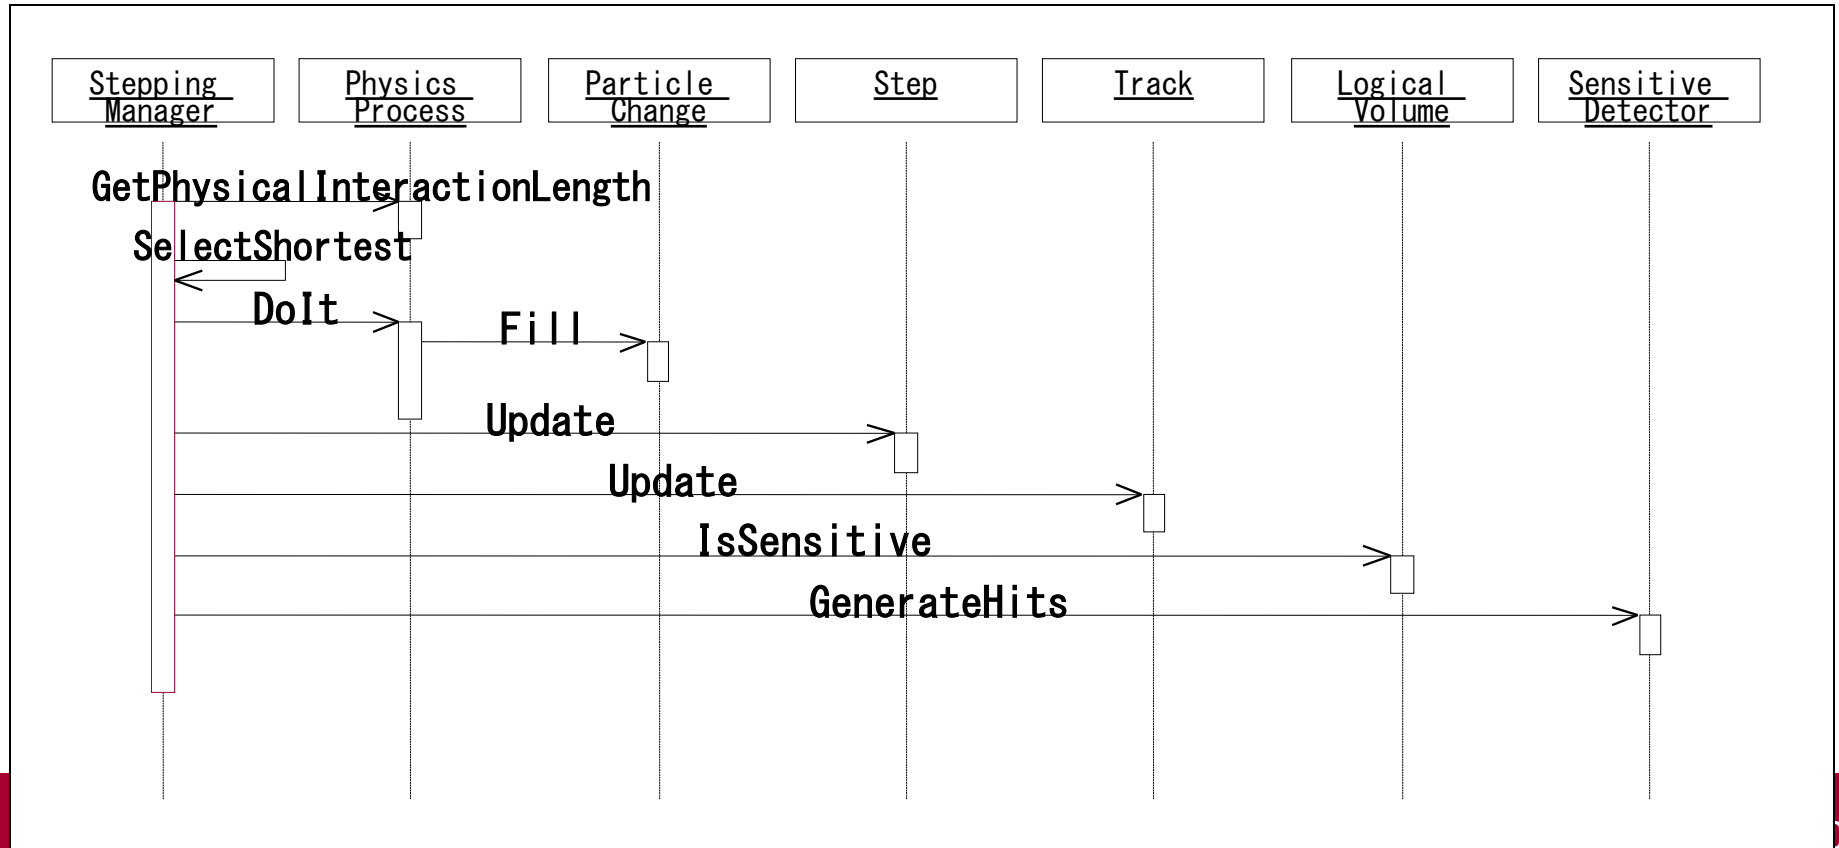 Stepping
Manager
Physics
Process
Particle
Change
Step
Track
Logical
Volume
Sensitive
Detector
GetPhysicalInteractionLength
SelectShortest
DoIt
Fill
Update
Update
IsSensitive
GenerateHits